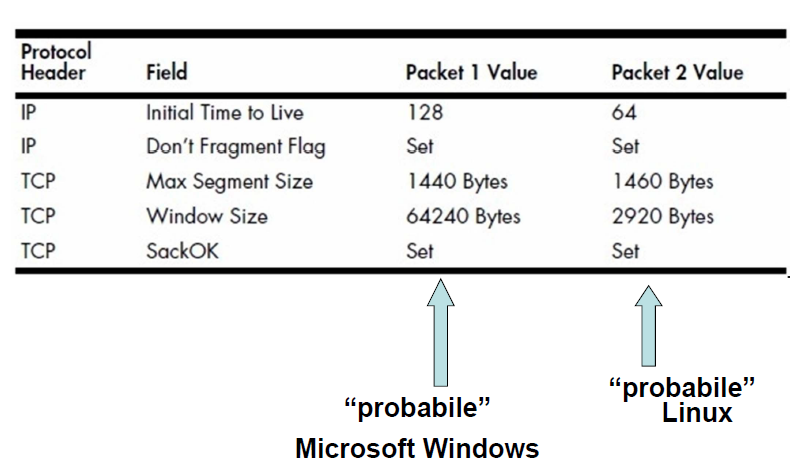 Protocol
Header Field Packet 1 Value Packet 2 Value
IP Initial Time to Live 128 64
IP Don’t Fragment Flag Set Set
TCP Max Segment Size 1440 Bytes 1460 Bytes
TCP Window Size 64240 Bytes 2920 Bytes
TCP SackOK Set Set
“probabile”
Microsoft Windows
“probabile”
Linux